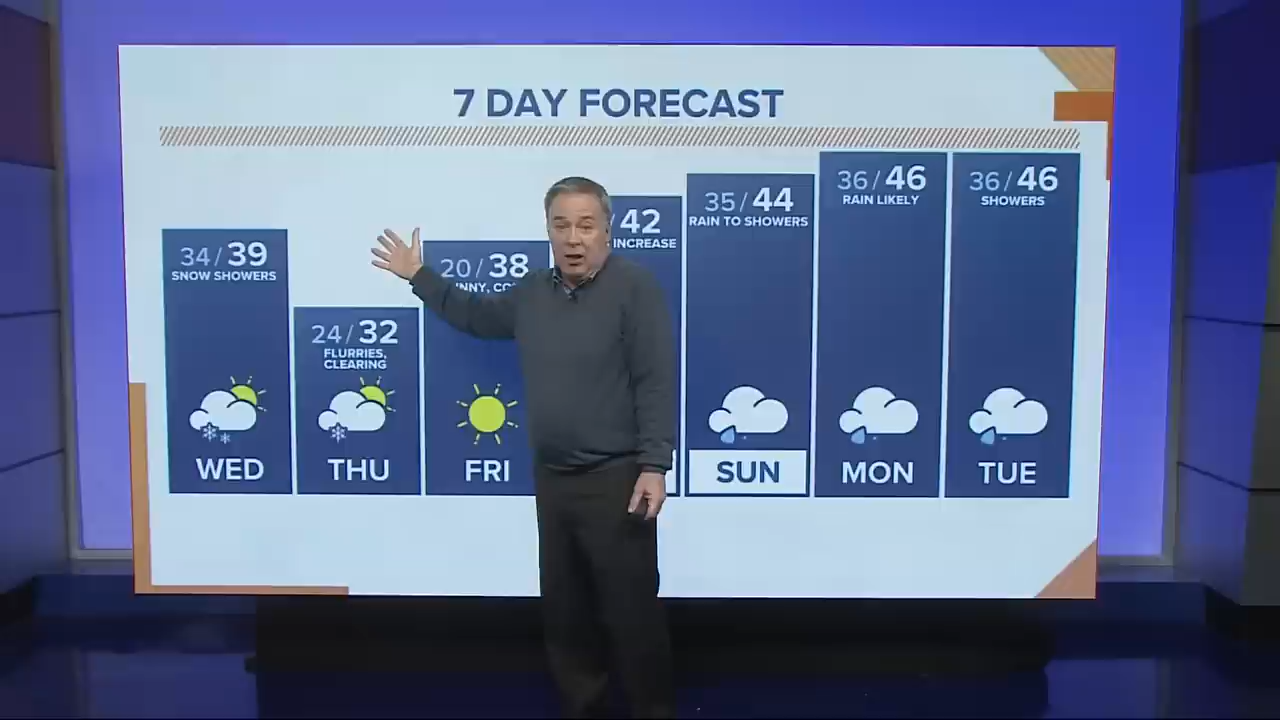 7 DAY FORECAST
34/39
SNOW SHOWERS
WED
24/32
FLURRIES,
CLEARING
THU
20/38
FRI
/42
INCREASE
35/44
RAIN TO SHOWERS
SUN
36/46
RAIN LIKELY
MON
36/46
SHOWERS
TUE